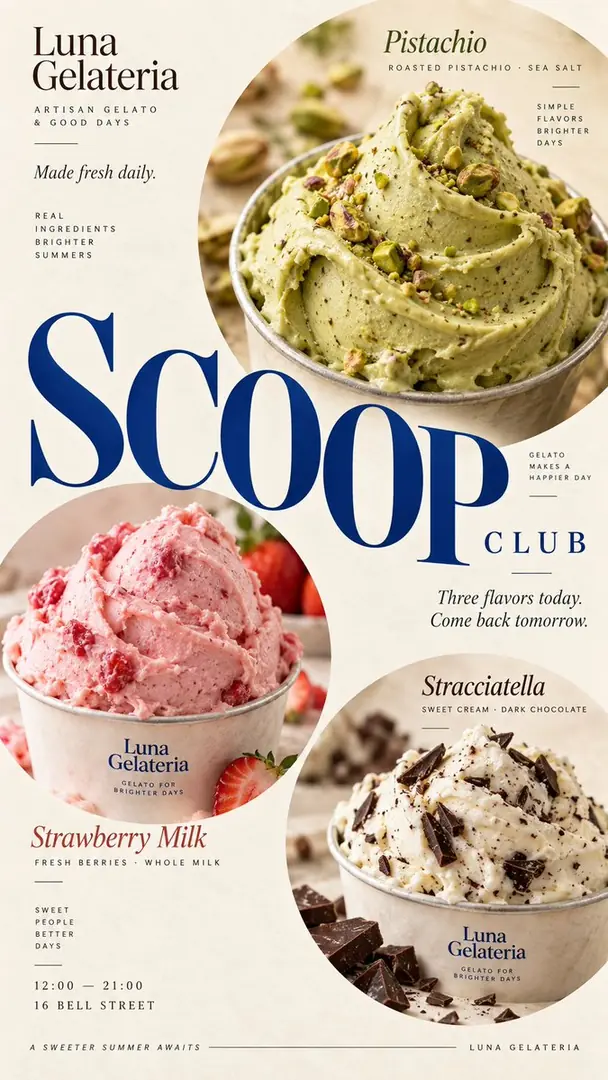 Luna
Gelateria
ARTISAN GELATO
& GOOD DAYS
Made fresh daily.
REAL
INGREDIENTS
BRIGHTER
SUMMERS
Pistachio
ROASTED PISTACHIO · SEA SALT
SIMPLE
FLAVORS
BRIGHTER
DAYS
SCOOP
CLUB
GELATO
MAKES A
HAPPIER DAY
Three flavors today.
Come back tomorrow.
Luna
Gelateria
GELATO FOR
BRIGHTER DAYS
Strawberry Milk
FRESH BERRIES · WHOLE MILK
SWEET
PEOPLE
BETTER
DAYS
12:00 — 21:00
16 BELL STREET
Stracciatella
SWEET CREAM · DARK CHOCOLATE
Luna
Gelateria
GELATO FOR
BRIGHTER DAYS
A SWEETER SUMMER AWAITS
LUNA GELATERIA